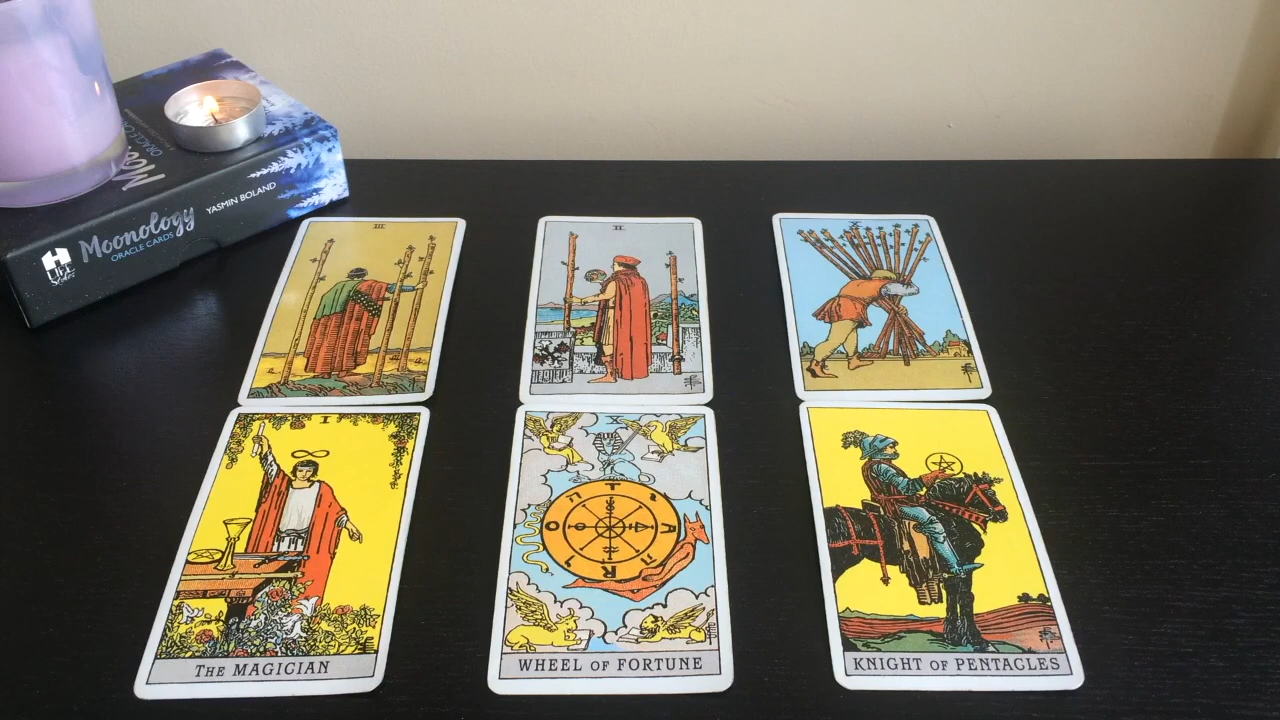 Moonology
ORACLE CARDS
YASMIN BOLAND
III
II
X
I
THE MAGICIAN
X
T
A
R
O
WHEEL OF FORTUNE
KNIGHT OF PENTACLES